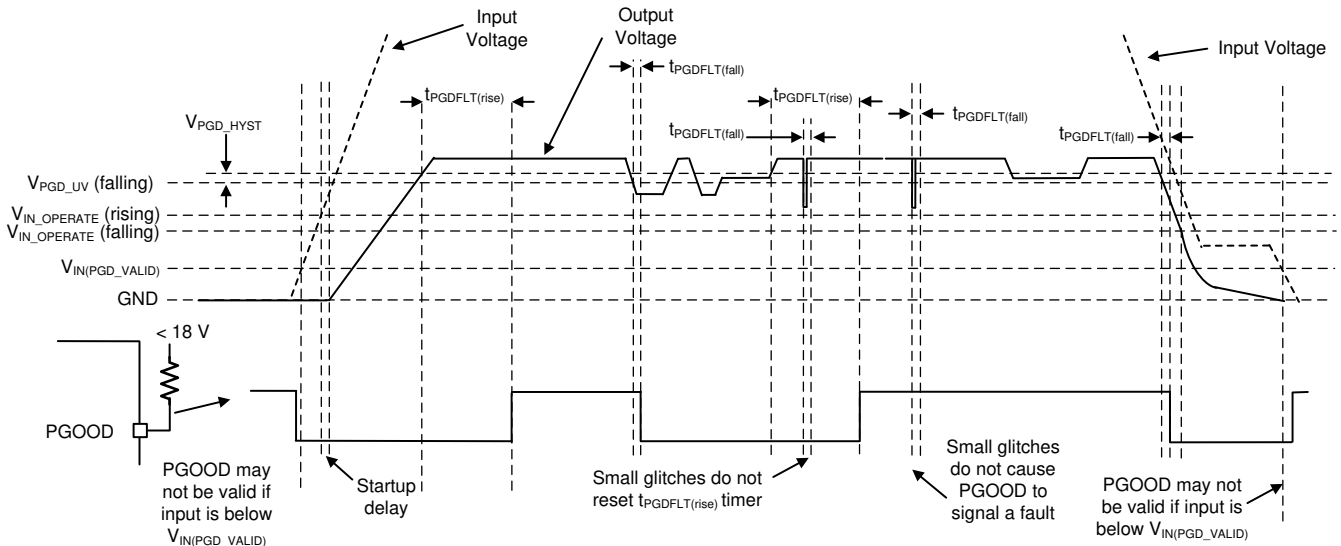 Input
Voltage
Output
Voltage
Input Voltage
tPGDFLT(fall)
tPGDFLT(rise)
tPGDFLT(rise)
tPGDFLT(fall)
tPGDFLT(fall)
tPGDFLT(fall)
VPGD_HYST
VPGD_UV (falling)
VIN_OPERATE (rising)
VIN_OPERATE (falling)
VIN(PGD_VALID)
GND
< 18 V
PGOOD
PGOOD may
not be valid if
input is below
VIN(PGD_VALID)
Startup
delay
Small glitches do not
reset tPGDFLT(rise) timer
Small glitches
do not cause
PGOOD to
signal a fault
PGOOD may not
be valid if input is
below VIN(PGD_VALID)